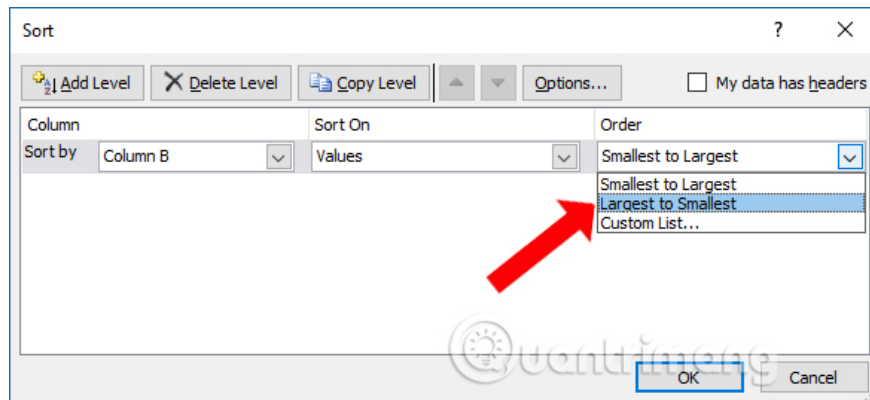 Sort ?
Add Level Delete Level Copy Level Options... My data has headers
Column Sort On Order
Sort by Column B Values Smallest to Largest
Smallest to Largest
Largest to Smallest
Custom List...
Quantrimang
OK Cancel